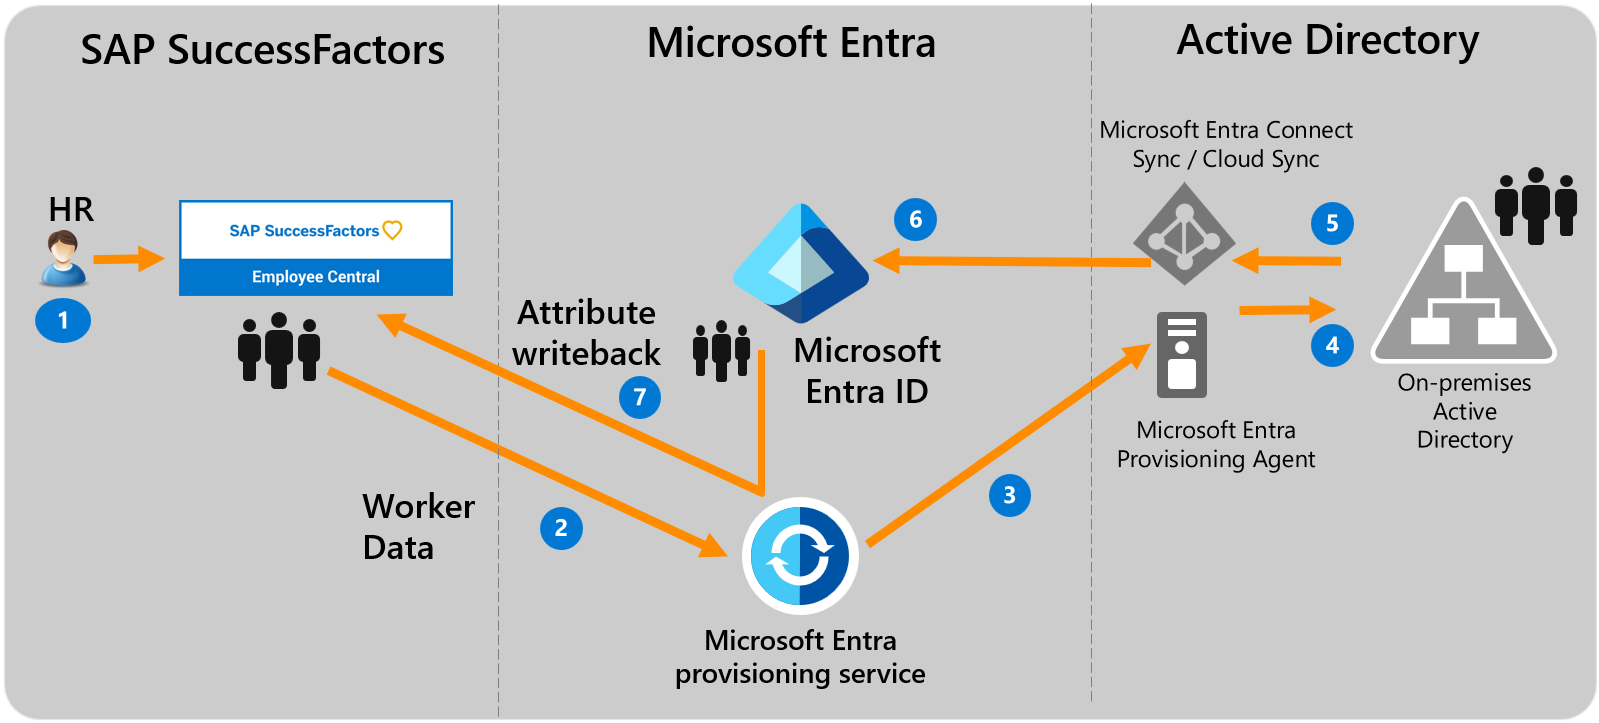 SAP SuccessFactors
Microsoft Entra
Active Directory
HR
1
SAP SuccessFactors
Employee Central
Worker
Data
2
Attribute
writeback
7
Microsoft
Entra ID
6
Microsoft Entra
provisioning service
3
Microsoft Entra Connect
Sync / Cloud Sync
5
4
Microsoft Entra
Provisioning Agent
On-premises
Active
Directory